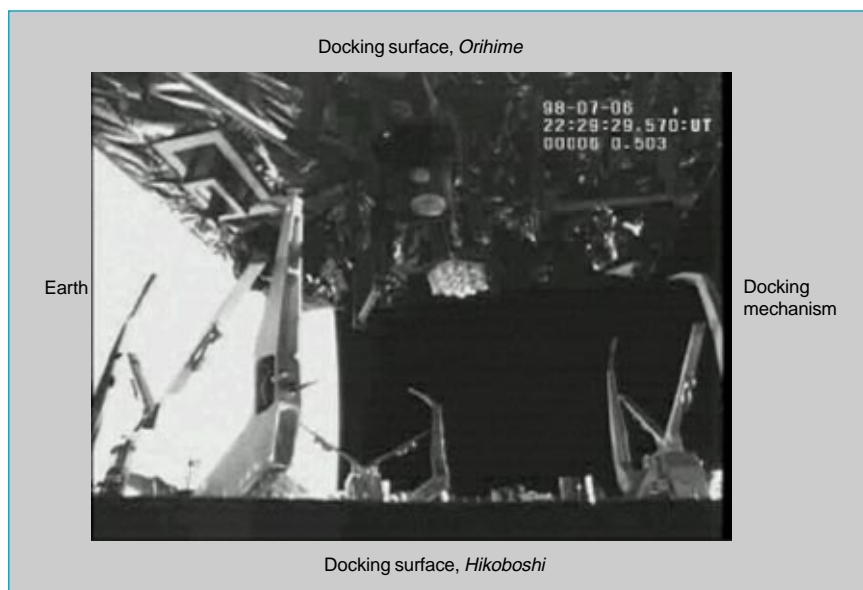 Docking surface, Orihime
98-07-06
22:29:29.570:UT
00006 0.503
Earth
Docking
mechanism
Docking surface, Hikoboshi